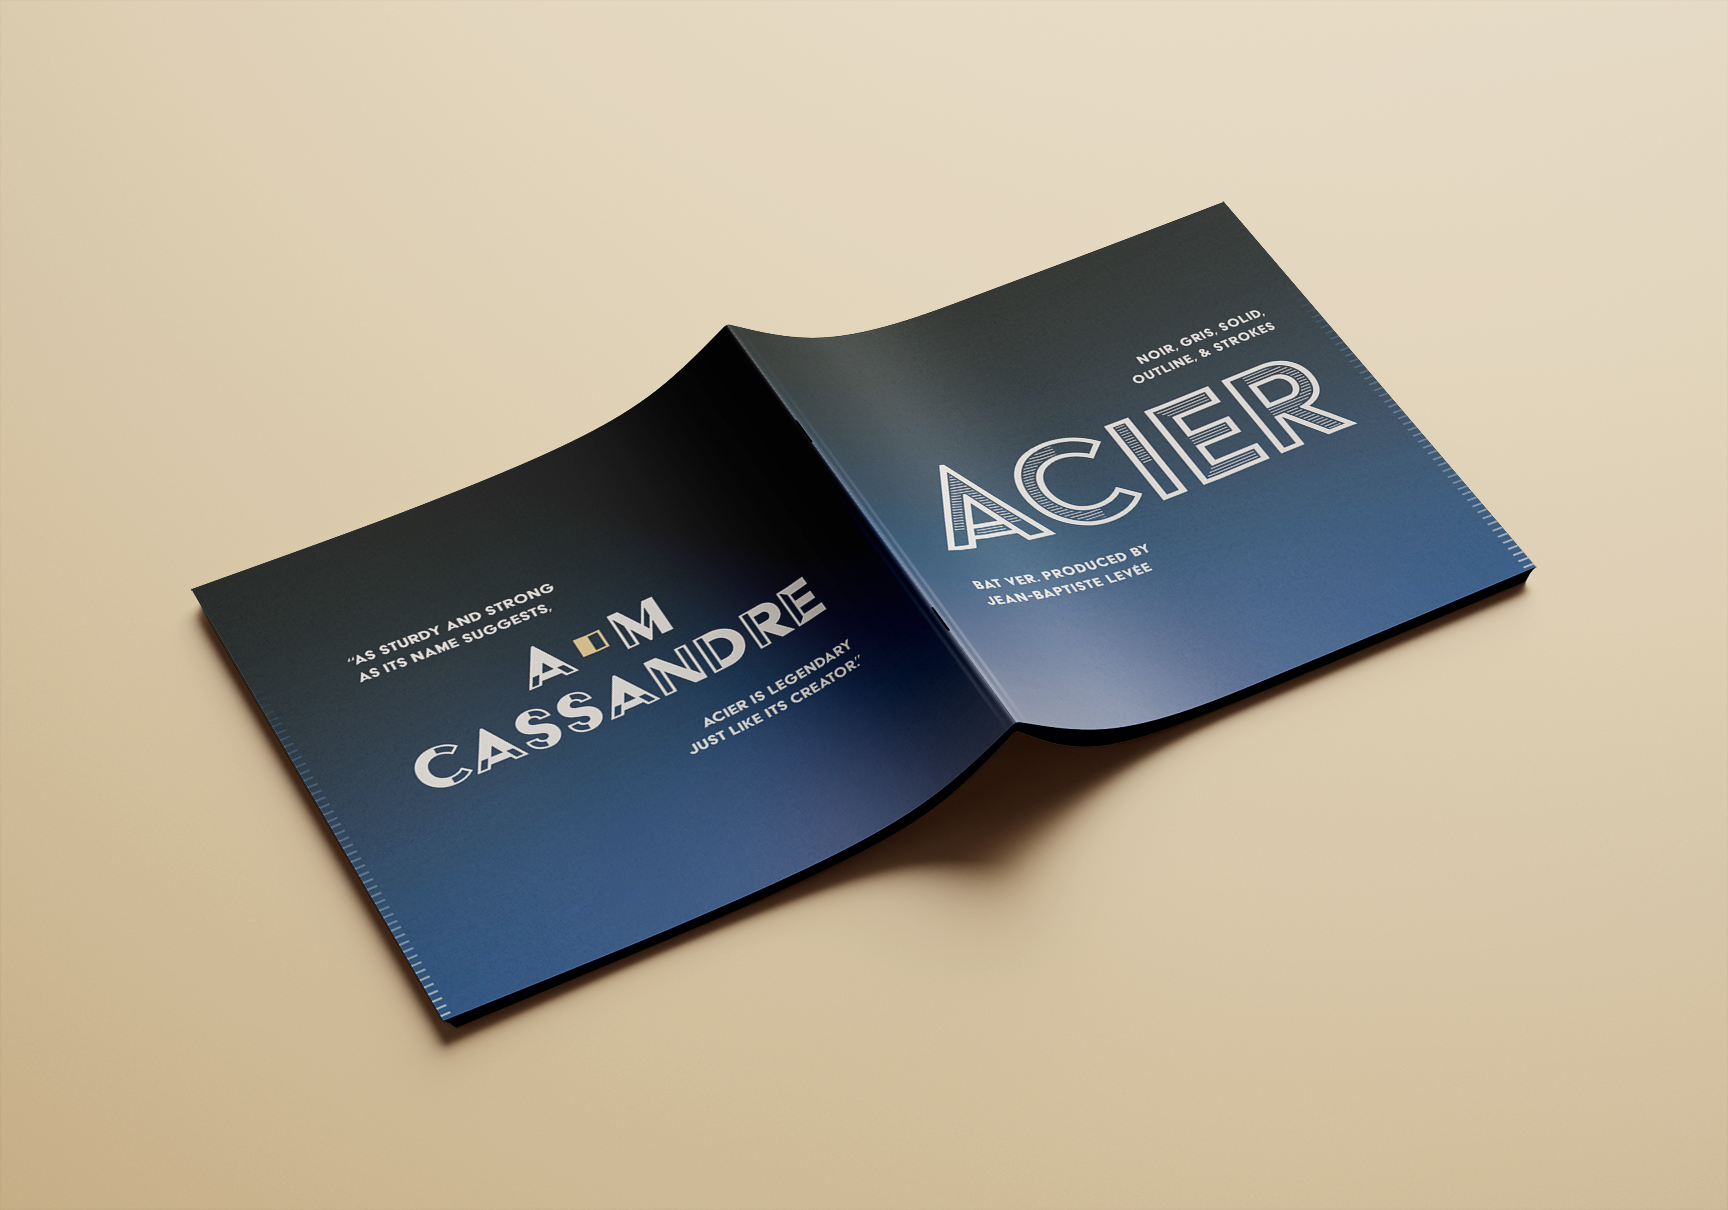 “AS STURDY AND STRONG
AS ITS NAME SUGGESTS,
A M
CASSANDRE
ACIER IS LEGENDARY
JUST LIKE ITS CREATOR.”
NOIR, GRIS, SOLID,
OUTLINE, & STROKES
ACIER
BAT VER. PRODUCED BY
JEAN-BAPTISTE LEVÉE